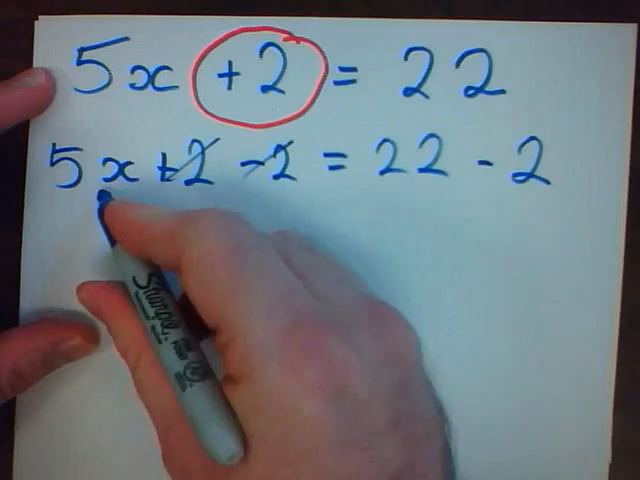 5x + 2 = 22
5x + 2 - 2 = 22 - 2
Sharpie